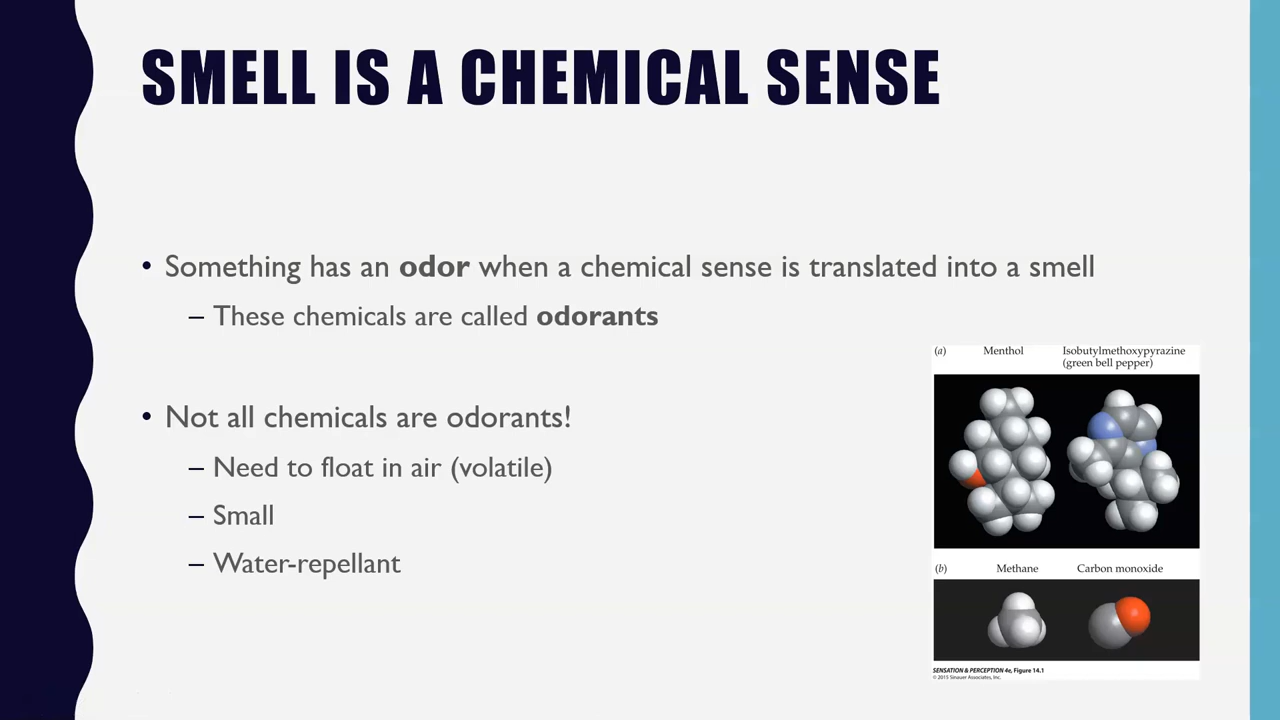 SMELL IS A CHEMICAL SENSE
• Something has an odor when a chemical sense is translated into a smell
– These chemicals are called odorants
• Not all chemicals are odorants!
– Need to float in air (volatile)
– Small
– Water-repellant
(a) Menthol Isobutylmethoxypyrazine
(green bell pepper)
(b) Methane Carbon monoxide
SENSATION & PERCEPTION 4e, Figure 14.1
© 2015 Sinauer Associates, Inc.